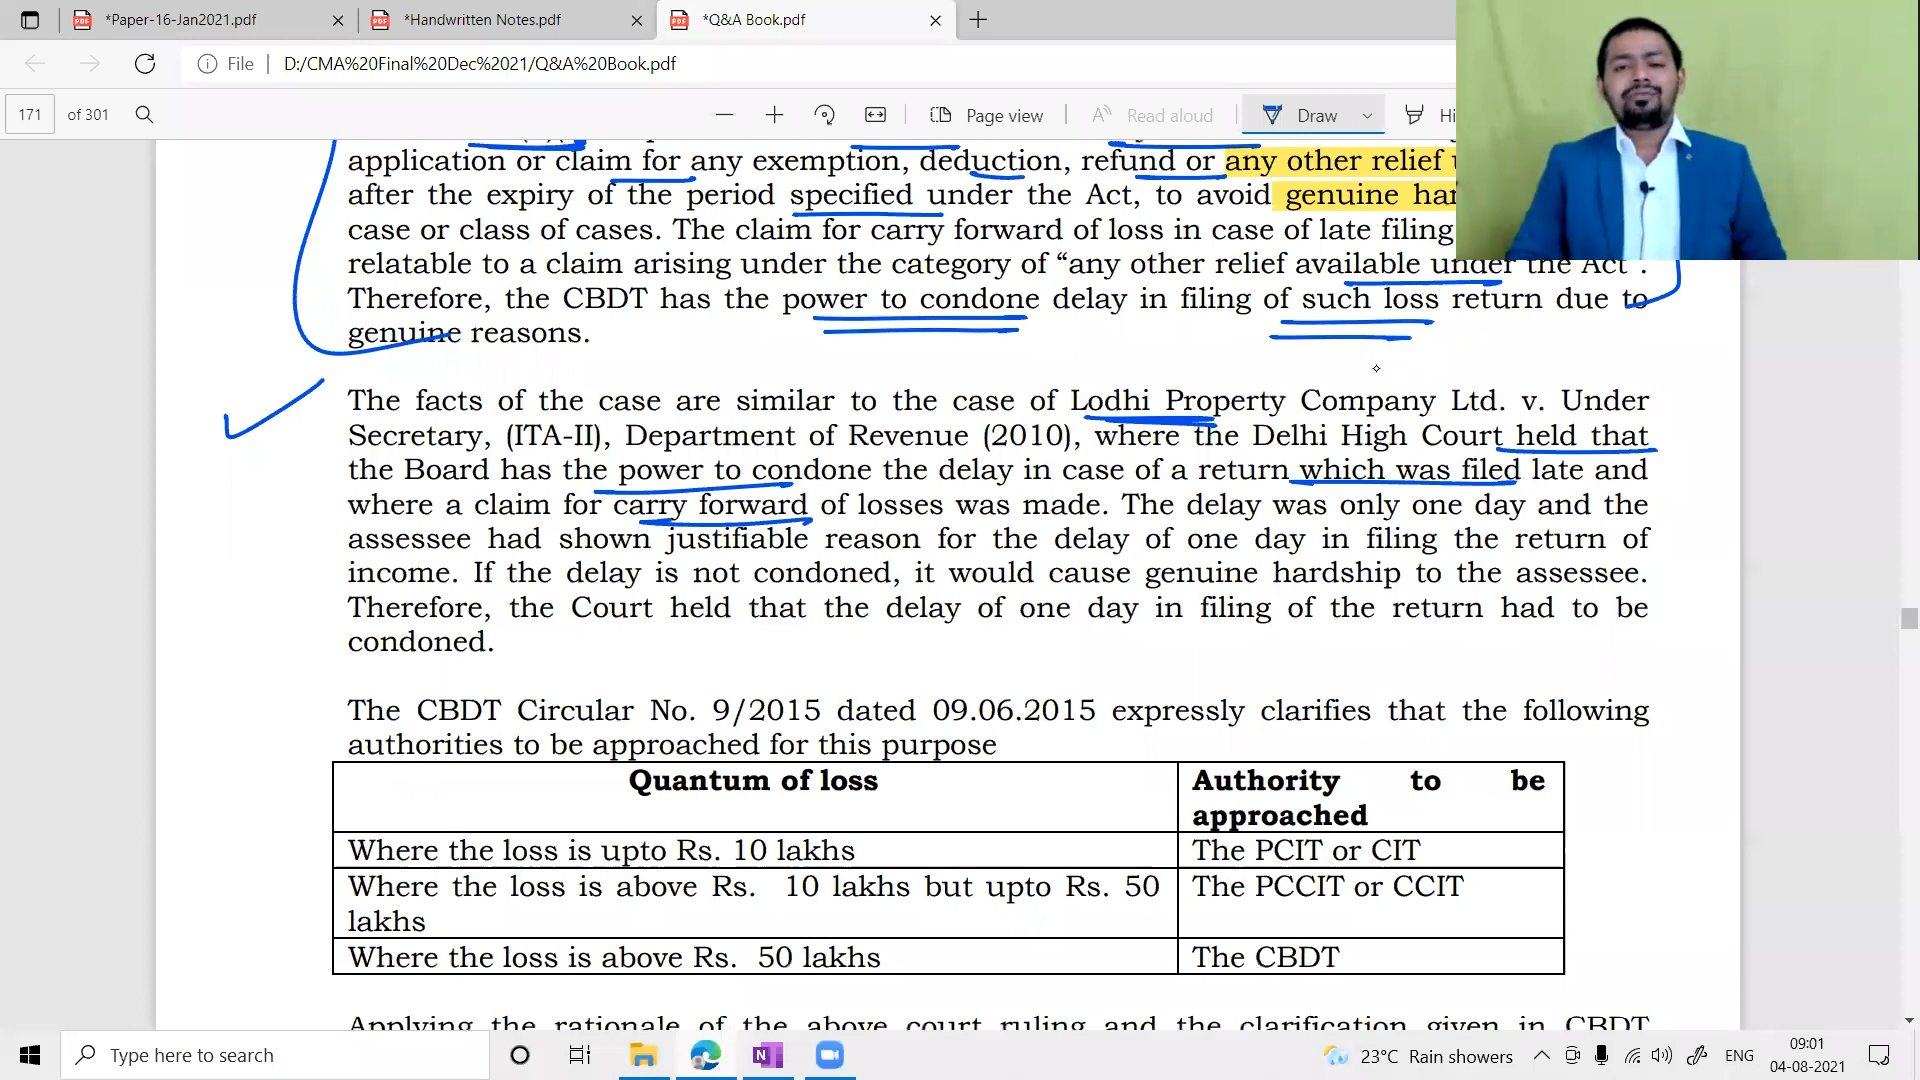 *Paper-16-Jan2021.pdf
*Handwritten Notes.pdf
*Q&A Book.pdf
File
D:/CMA%20Final%20Dec%2021/Q&A%20Book.pdf
171 of 301
Page view
Read aloud
Draw
Hi
application or claim for any exemption, deduction, refund or any other relief
after the expiry of the period specified under the Act, to avoid genuine har
case or class of cases. The claim for carry forward of loss in case of late filing
relatable to a claim arising under the category of “any other relief available under the Act”.
Therefore, the CBDT has the power to condone delay in filing of such loss return due to
genuine reasons.
The facts of the case are similar to the case of Lodhi Property Company Ltd. v. Under
Secretary, (ITA-II), Department of Revenue (2010), where the Delhi High Court held that
the Board has the power to condone the delay in case of a return which was filed late and
where a claim for carry forward of losses was made. The delay was only one day and the
assessee had shown justifiable reason for the delay of one day in filing the return of
income. If the delay is not condoned, it would cause genuine hardship to the assessee.
Therefore, the Court held that the delay of one day in filing of the return had to be
condoned.
The CBDT Circular No. 9/2015 dated 09.06.2015 expressly clarifies that the following
authorities to be approached for this purpose
Quantum of loss
Authority to be
approached
Where the loss is upto Rs. 10 lakhs
The PCIT or CIT
Where the loss is above Rs. 10 lakhs but upto Rs. 50
lakhs
The PCCIT or CCIT
Where the loss is above Rs. 50 lakhs
The CBDT
Applying the rationale of the above court ruling and the clarification given in CBDT
Type here to search
23°C Rain showers
ENG
09:01
04-08-2021